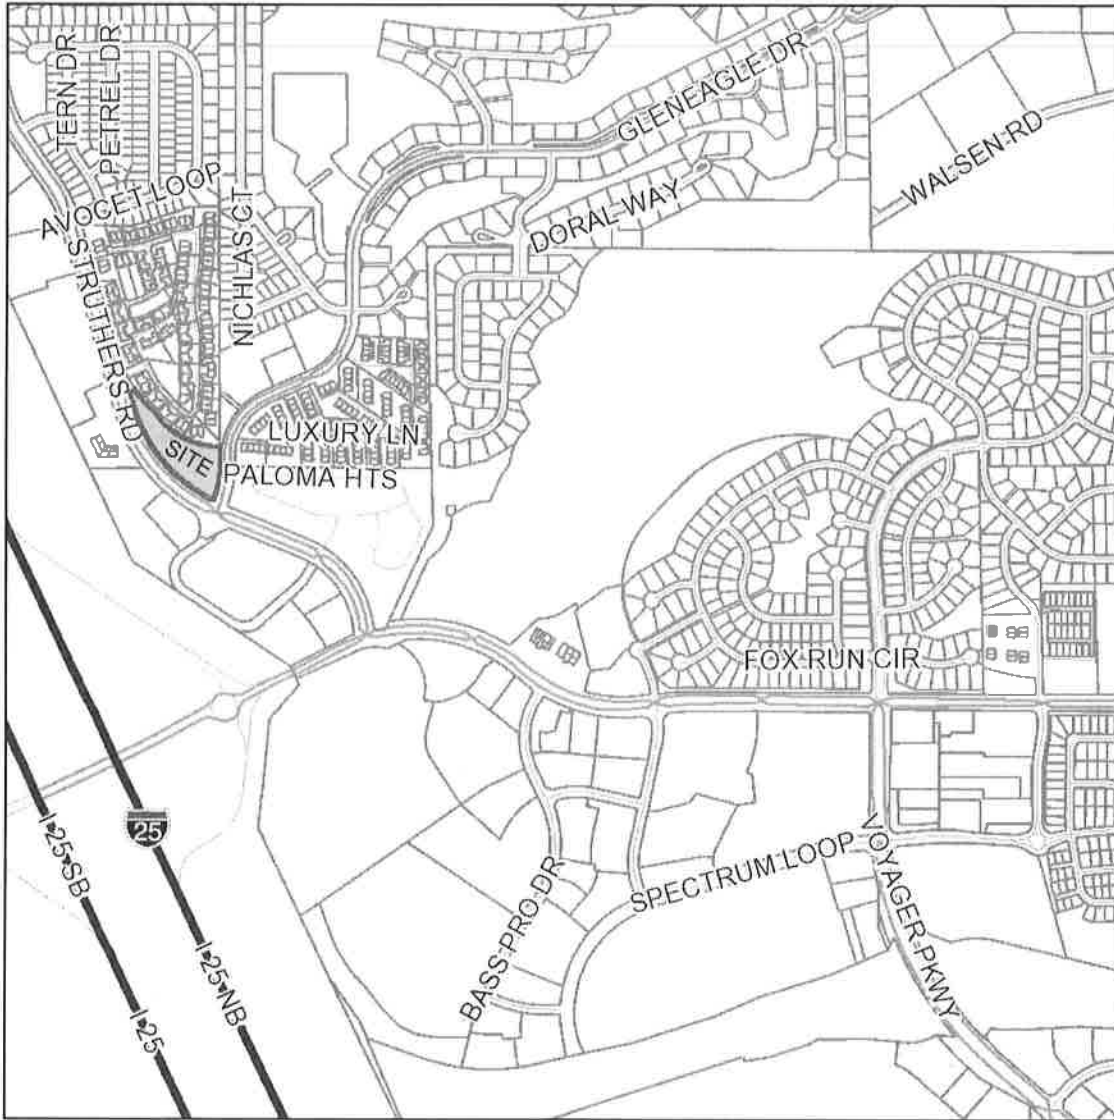 TERN DR
PETREL DR
GLENEAGLE DR
WALSEN RD
AVOCET LOOP
DORAL WAY
NICHLAS CT
STRUTHERS RD
LUXURY LN
SITE
PALOMA HTS
FOX RUN CIR
25
I-25 SB
I-25 NB
I-25
BASS PRO DR
SPECTRUM LOOP
VOYAGER PKWY